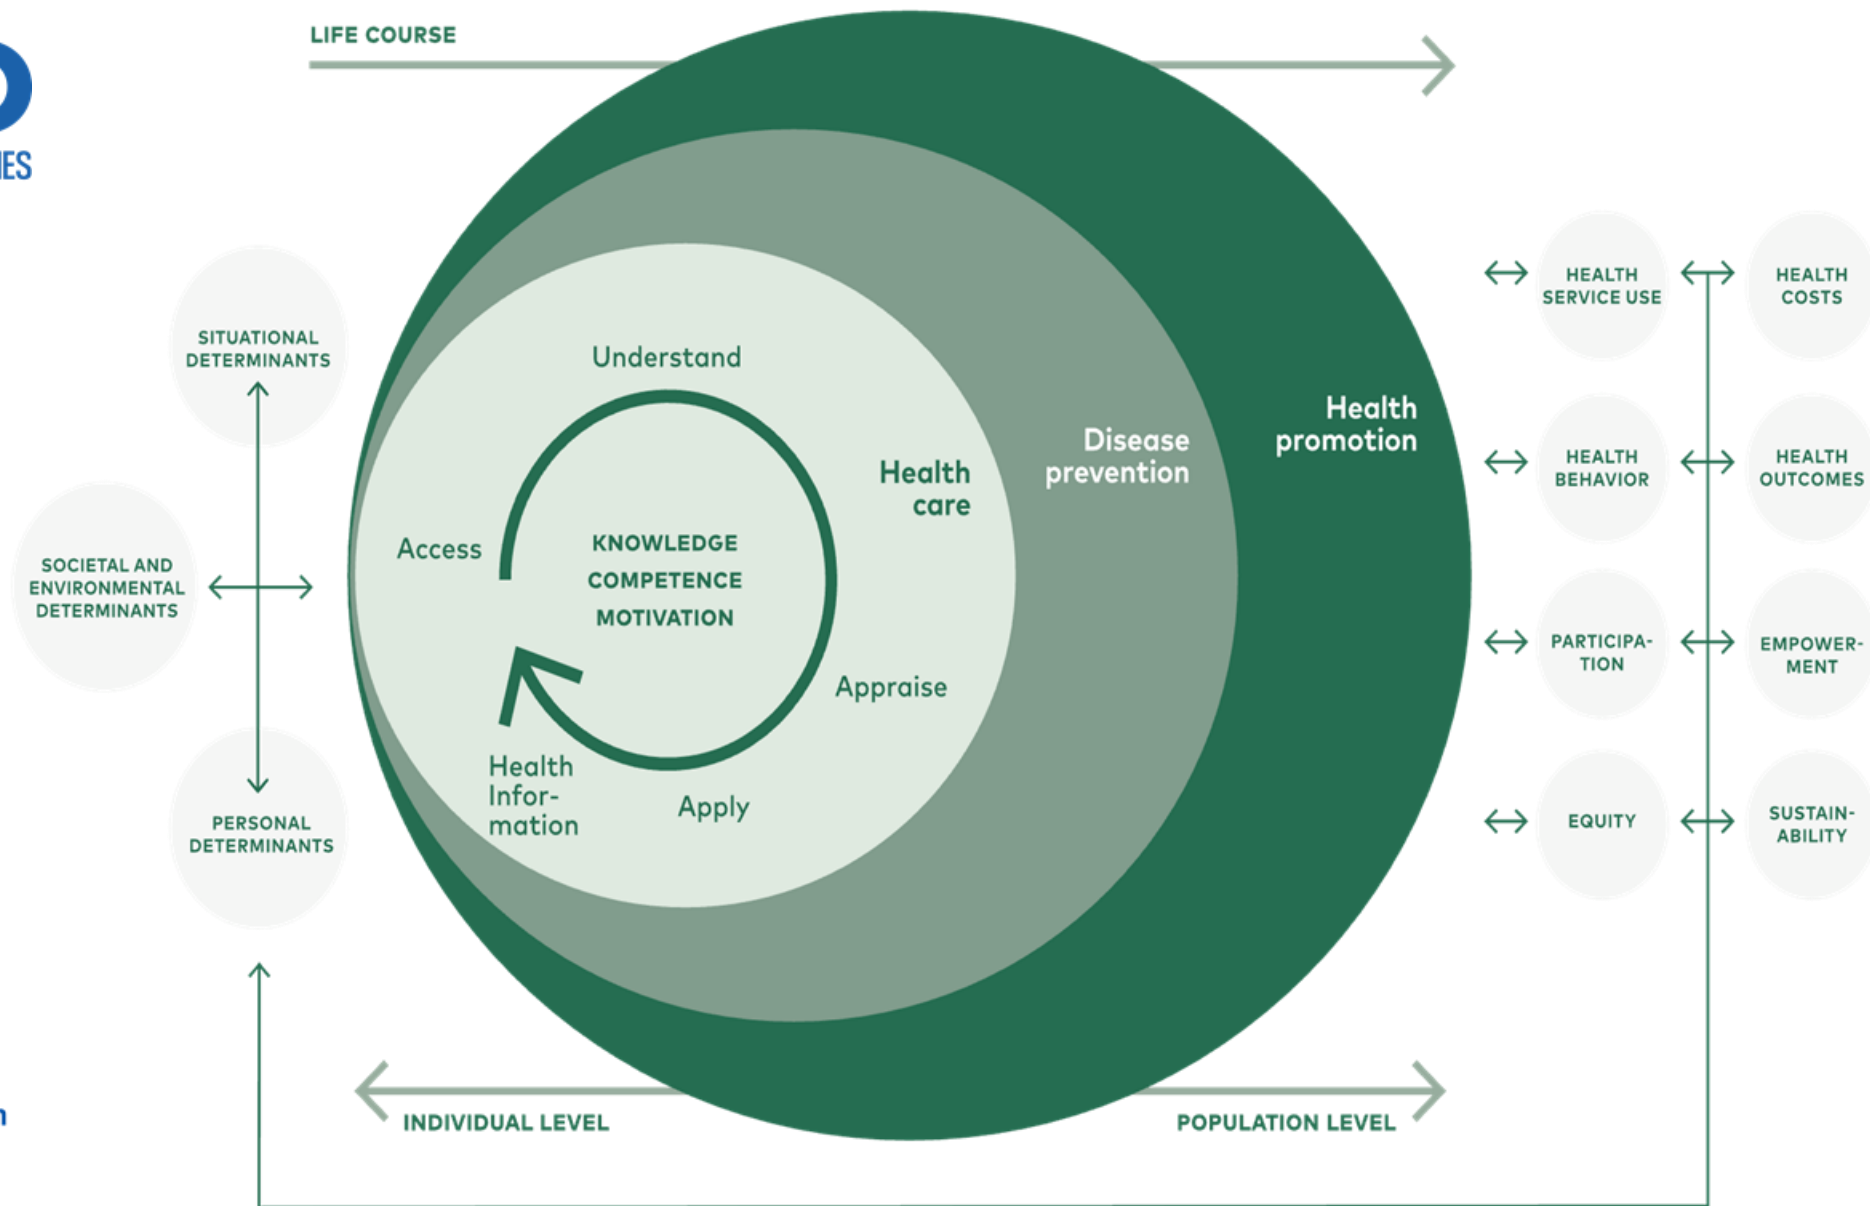 LIFE COURSE
IES
SITUATIONAL
DETERMINANTS
SOCIETAL AND
ENVIRONMENTAL
DETERMINANTS
PERSONAL
DETERMINANTS
Understand
Access
KNOWLEDGE
COMPETENCE
MOTIVATION
Appraise
Apply
Health
Infor-
mation
Health
care
Disease
prevention
Health
promotion
HEALTH
SERVICE USE
HEALTH
COSTS
HEALTH
BEHAVIOR
HEALTH
OUTCOMES
PARTICIPA-
TION
EMPOWER-
MENT
EQUITY
SUSTAIN-
ABILITY
INDIVIDUAL LEVEL
POPULATION LEVEL